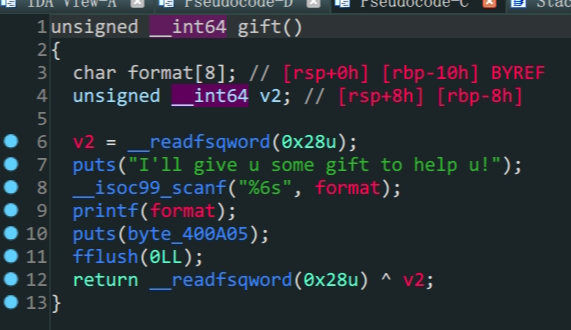 IDA View-A Pseudocode-D Pseudocode-C Stac
1 unsigned __int64 gift()
2 {
3 char format[8]; // [rsp+0h] [rbp-10h] BYREF
4 unsigned __int64 v2; // [rsp+8h] [rbp-8h]
5
6 v2 = __readfsqword(0x28u);
7 puts("I'll give u some gift to help u!");
8 __isoc99_scanf("%6s", format);
9 printf(format);
10 puts(byte_400A05);
11 fflush(0LL);
12 return __readfsqword(0x28u) ^ v2;
13 }